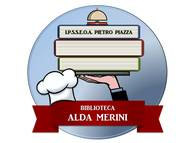 I.P.S.S.E.O.A. PIETRO PIAZZA
BIBLIOTECA
ALDA MERINI